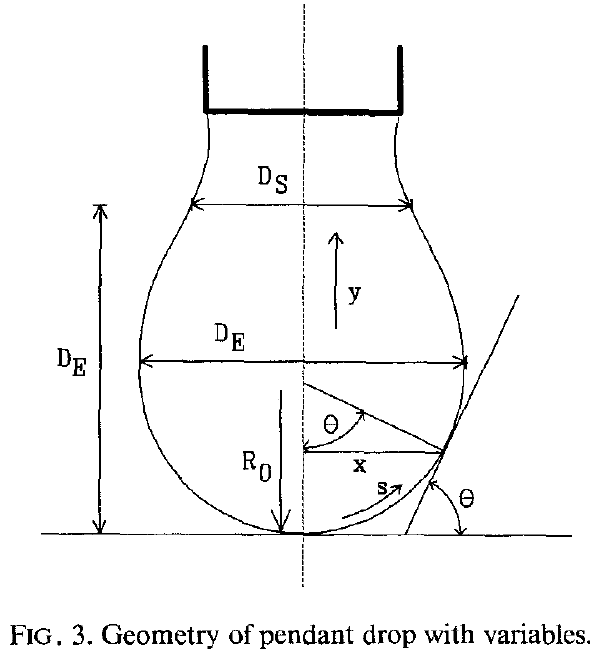 D_S
y
D_E
D_E
θ
R_0
x
s
θ
FIG. 3. Geometry of pendant drop with variables.